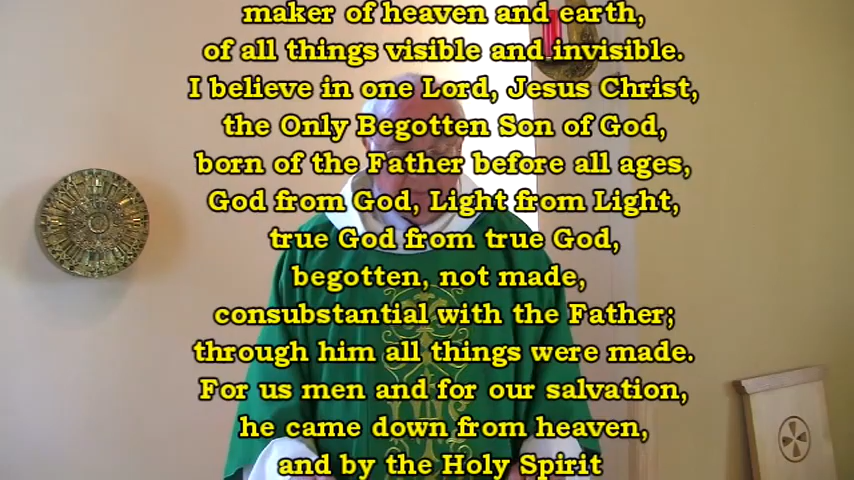 maker of heaven and earth,
of all things visible and invisible.
I believe in one Lord, Jesus Christ,
the Only Begotten Son of God,
born of the Father before all ages,
God from God, Light from Light,
true God from true God,
begotten, not made,
consubstantial with the Father;
through him all things were made.
For us men and for our salvation,
he came down from heaven,
and by the Holy Spirit